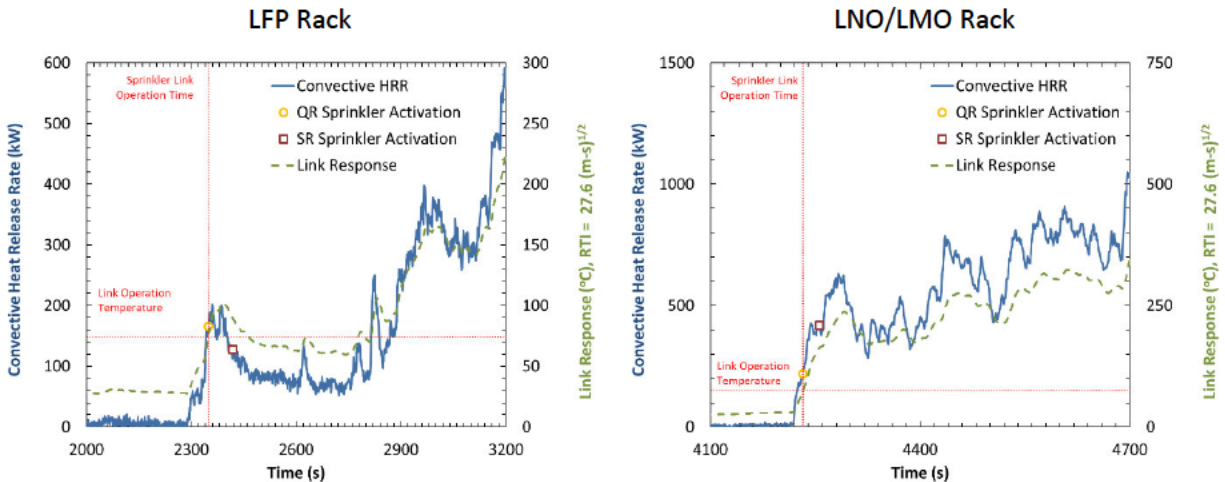 LFP Rack
600
500
400
300
200
100
0
Convective Heat Release Rate (kW)
Sprinkler Link
Operation Time
Convective HRR
QR Sprinkler Activation
SR Sprinkler Activation
Link Response
Link Operation
Temperature
300
250
200
150
100
50
0
Link Response (°C), RTI = 27.6 (m-s)1/2
2000
2300
2600
2900
3200
Time (s)
LNO/LMO Rack
1500
1000
500
0
Convective Heat Release Rate (kW)
Sprinkler Link
Operation Time
Convective HRR
QR Sprinkler Activation
SR Sprinkler Activation
Link Response
Link Operation
Temperature
750
500
250
0
Link Response (°C), RTI = 27.6 (m-s)1/2
4100
4400
4700
Time (s)